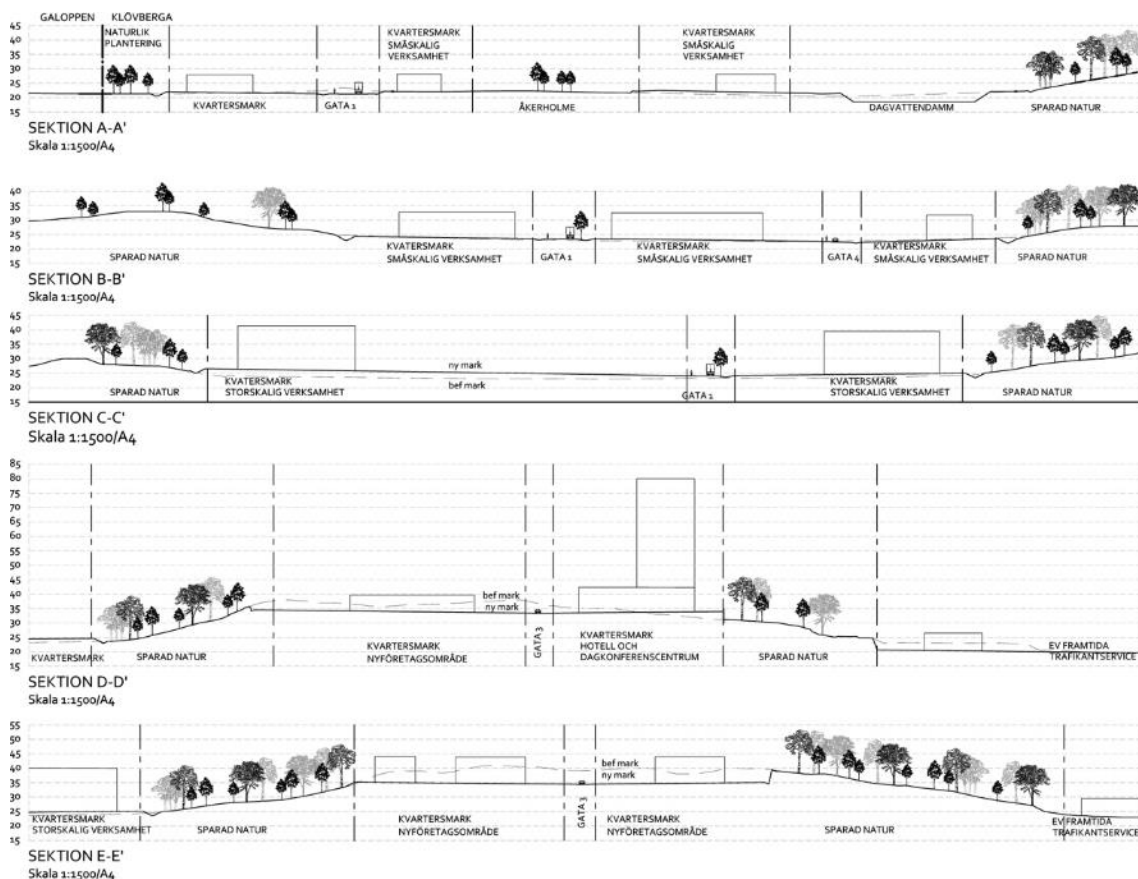 GALOPPEN KLÖVBERGA
45
40
35
30
25
20
15
NATURLIK
PLANTERING
KVARTERSMARK
GATA 1
KVARTERSMARK
SMÅSKALIG
VERKSAMHET
ÅKERHOLME
KVARTERSMARK
SMÅSKALIG
VERKSAMHET
DAGVATTENDAMM
SPARAD NATUR
SEKTION A-A'
Skala 1:1500/A4
40
35
30
25
20
15
SPARAD NATUR
KVATERSMARK
SMÅSKALIG VERKSAMHET
GATA 1
KVARTERSMARK
SMÅSKALIG VERKSAMHET
GATA 4
KVARTERSMARK
SMÅSKALIG VERKSAMHET
SPARAD NATUR
SEKTION B-B'
Skala 1:1500/A4
45
40
35
30
25
20
15
SPARAD NATUR
KVATERSMARK
STORSKALIG VERKSAMHET
ny mark
bef mark
GATA 1
KVATERSMARK
STORSKALIG VERKSAMHET
SPARAD NATUR
SEKTION C-C'
Skala 1:1500/A4
85
80
75
70
65
60
55
50
45
40
35
30
25
20
15
KVARTERSMARK
SPARAD NATUR
KVARTERSMARK
NYFÖRETAGSOMRÅDE
bef mark
ny mark
GATA 3
KVARTERSMARK
HOTELL OCH
DAGKONFERENSCENTRUM
SPARAD NATUR
EV FRAMTIDA
TRAFIKANTSERVICE
SEKTION D-D'
Skala 1:1500/A4
55
50
45
40
35
30
25
20
15
KVARTERSMARK
STORSKALIG VERKSAMHET
SPARAD NATUR
KVARTERSMARK
NYFÖRETAGSOMRÅDE
GATA 3
bef mark
ny mark
KVARTERSMARK
NYFÖRETAGSOMRÅDE
SPARAD NATUR
EV FRAMTIDA
TRAFIKANTSERVICE
SEKTION E-E'
Skala 1:1500/A4